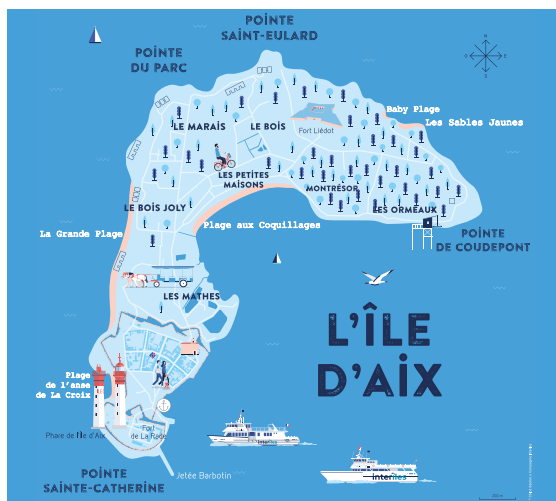 POINTE
SAINT-EULARD
POINTE
DU PARC
N
Baby Plage
Les Sables Jaunes
LE MARAIS
LE BOIS
Fort Liédot
LES PETITES
MAISONS
MONTRÉSOR
LE BOIS JOLY
LES ORMEAUX
La Grande Plage
Plage aux Coquillages
POINTE
DE COUDEPONT
LES MATHES
L'ÎLE
D'AIX
Plage
de l'anse
de La Croix
Phare de l'Île d'Aix
Fort
de La Rade
Jetée Barbotin
POINTE
SAINTE-CATHERINE
interîles